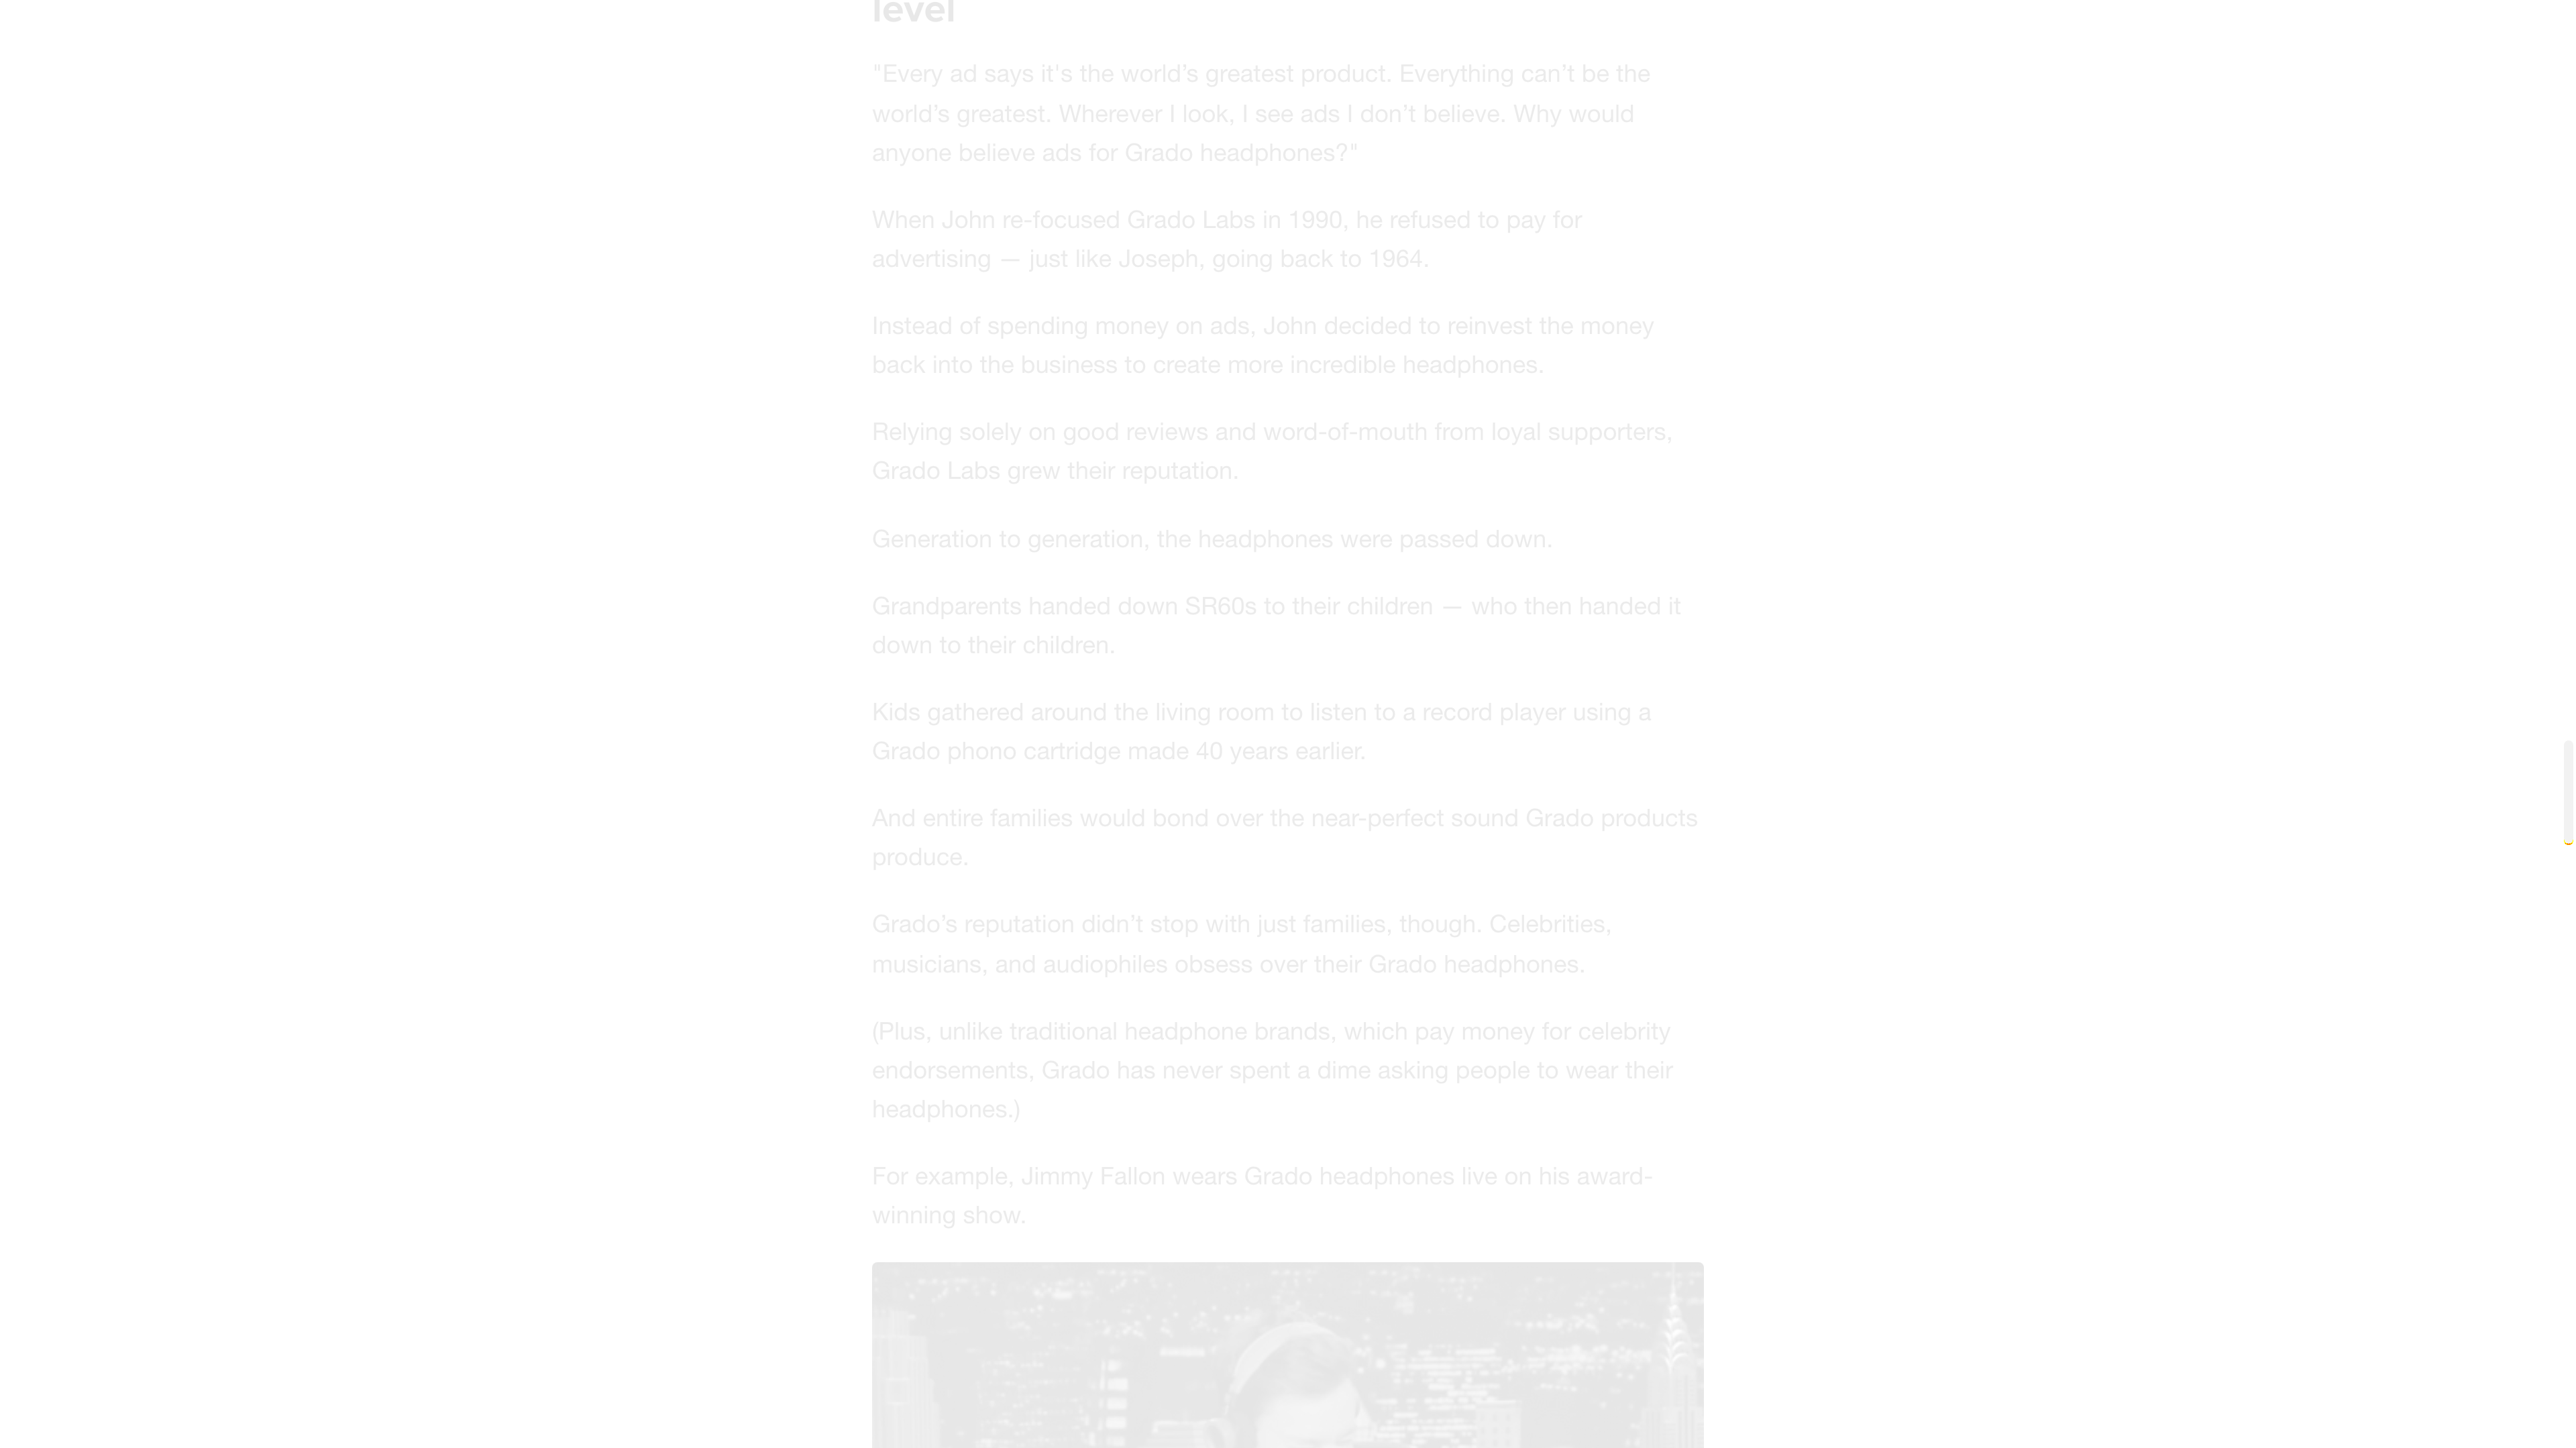 level
"Every ad says it's the world’s greatest product. Everything can’t be the
world’s greatest. Wherever I look, I see ads I don’t believe. Why would
anyone believe ads for Grado headphones?"
When John re-focused Grado Labs in 1990, he refused to pay for
advertising — just like Joseph, going back to 1964.
Instead of spending money on ads, John decided to reinvest the money
back into the business to create more incredible headphones.
Relying solely on good reviews and word-of-mouth from loyal supporters,
Grado Labs grew their reputation.
Generation to generation, the headphones were passed down.
Grandparents handed down SR60s to their children — who then handed it
down to their children.
Kids gathered around the living room to listen to a record player using a
Grado phono cartridge made 40 years earlier.
And entire families would bond over the near-perfect sound Grado products
produce.
Grado’s reputation didn’t stop with just families, though. Celebrities,
musicians, and audiophiles obsess over their Grado headphones.
(Plus, unlike traditional headphone brands, which pay money for celebrity
endorsements, Grado has never spent a dime asking people to wear their
headphones.)
For example, Jimmy Fallon wears Grado headphones live on his award-
winning show.